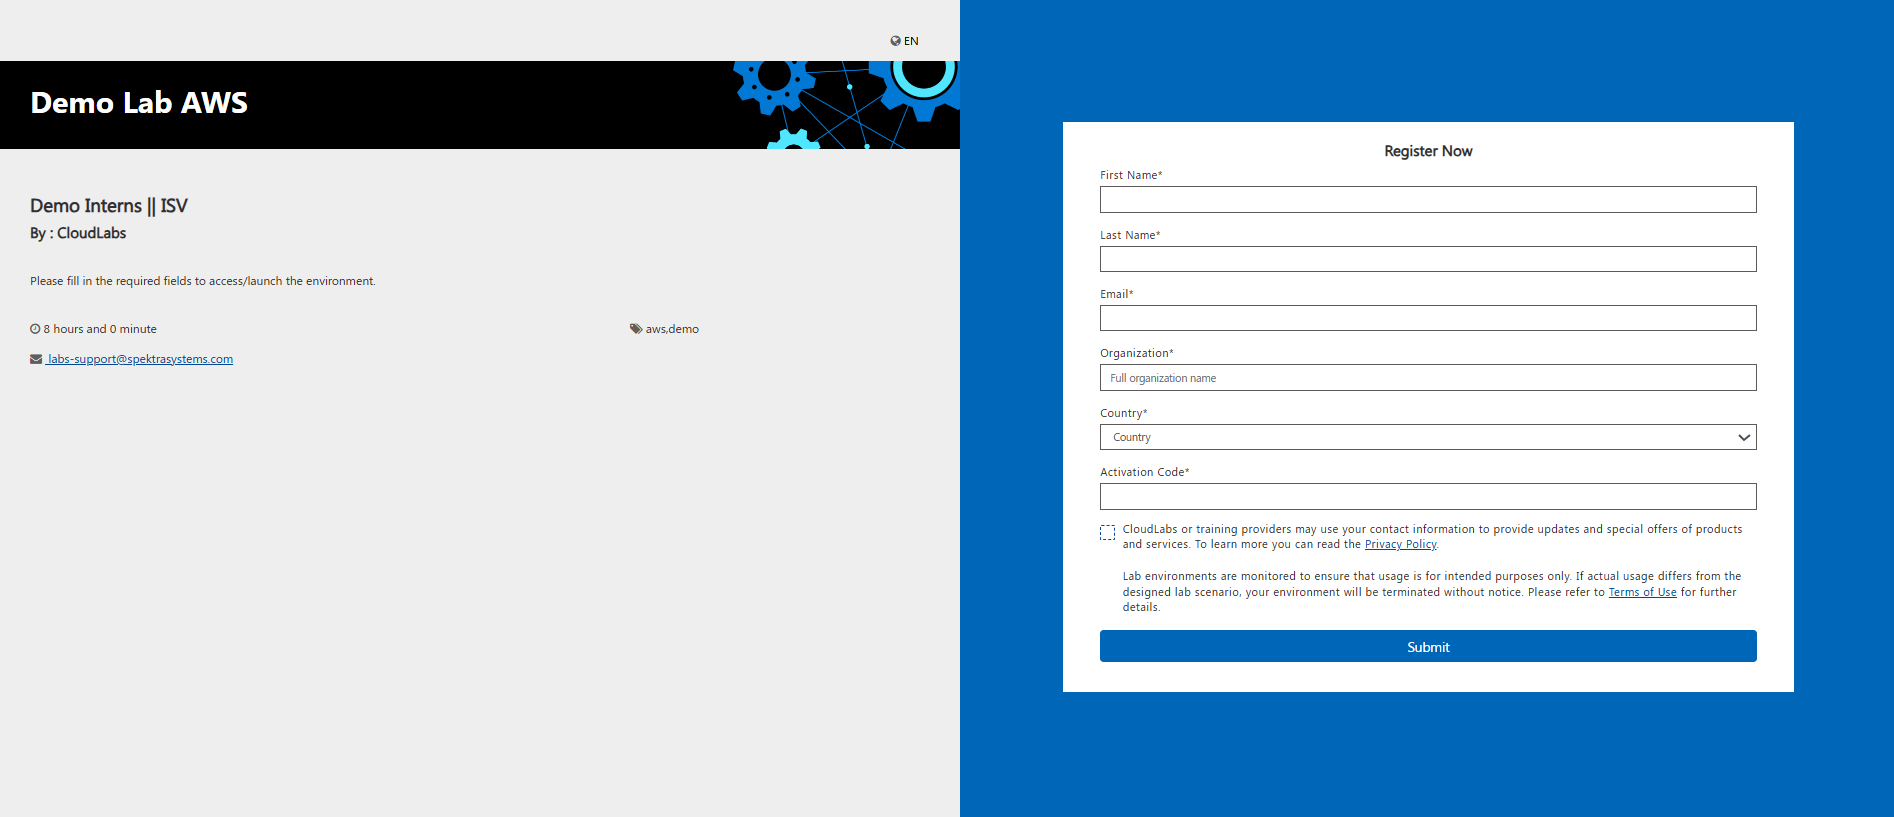 EN
Demo Lab AWS
Demo Interns || ISV
By : CloudLabs
Please fill in the required fields to access/launch the environment.
8 hours and 0 minute
aws,demo
labs-support@spektrasystems.com
Register Now
First Name*
Last Name*
Email*
Organization*
Full organization name
Country*
Country
Activation Code*
CloudLabs or training providers may use your contact information to provide updates and special offers of products
and services. To learn more you can read the Privacy Policy.
Lab environments are monitored to ensure that usage is for intended purposes only. If actual usage differs from the
designed lab scenario, your environment will be terminated without notice. Please refer to Terms of Use for further
details.
Submit